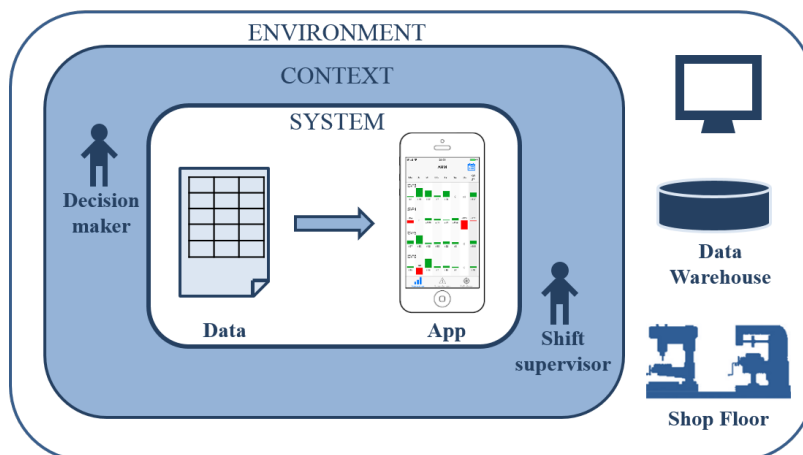 ENVIRONMENT
CONTEXT
SYSTEM
Decision
maker
Data
App
Shift
supervisor
Data
Warehouse
Shop Floor